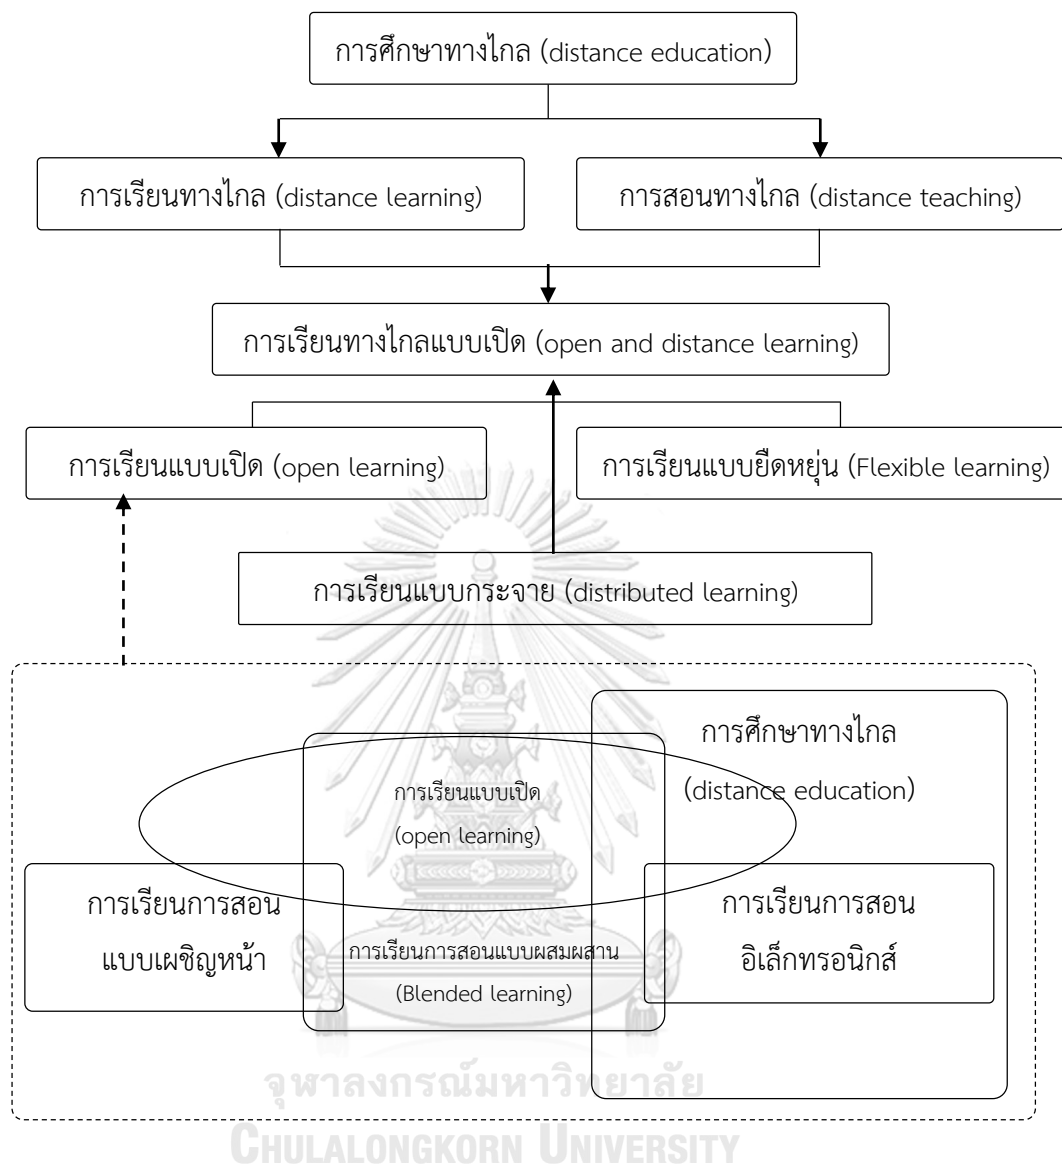 การศึกษาทางไกล (distance education)
การเรียนทางไกล (distance learning)
การสอนทางไกล (distance teaching)
การเรียนทางไกลแบบเปิด (open and distance learning)
การเรียนแบบเปิด (open learning)
การเรียนแบบยืดหยุ่น (Flexible learning)
การเรียนแบบกระจาย (distributed learning)
การศึกษาทางไกล
(distance education)
การเรียนแบบเปิด
(open learning)
การเรียนการสอน
แบบเผชิญหน้า
การเรียนการสอนแบบผสมผสาน
(Blended learning)
การเรียนการสอน
อิเล็กทรอนิกส์
จุฬาลงกรณ์มหาวิทยาลัย
CHULALONGKORN UNIVERSITY